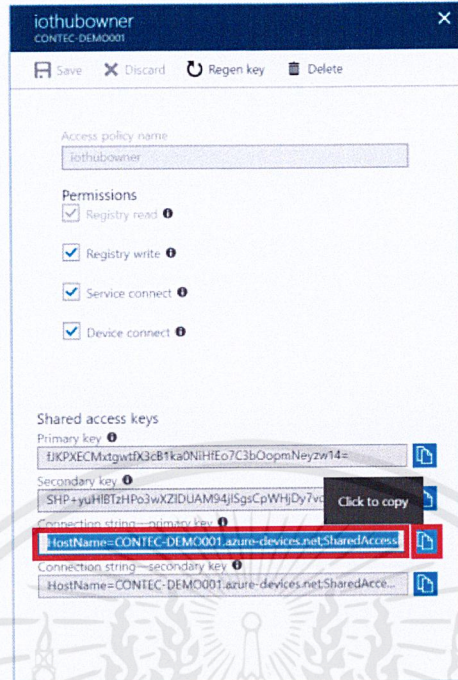 iothubowner
CONTEC-DEMO001
Save Discard Regen key Delete
Access policy name
iothubowner
Permissions
Registry read
Registry write
Service connect
Device connect
Shared access keys
Primary key
Secondary key
Click to copy
Connection string—primary key
HostName=CONTEC-DEMO001.azure-devices.net;SharedAccess
Connection string—secondary key
HostName=CONTEC-DEMO001.azure-devices.net;SharedAcce...